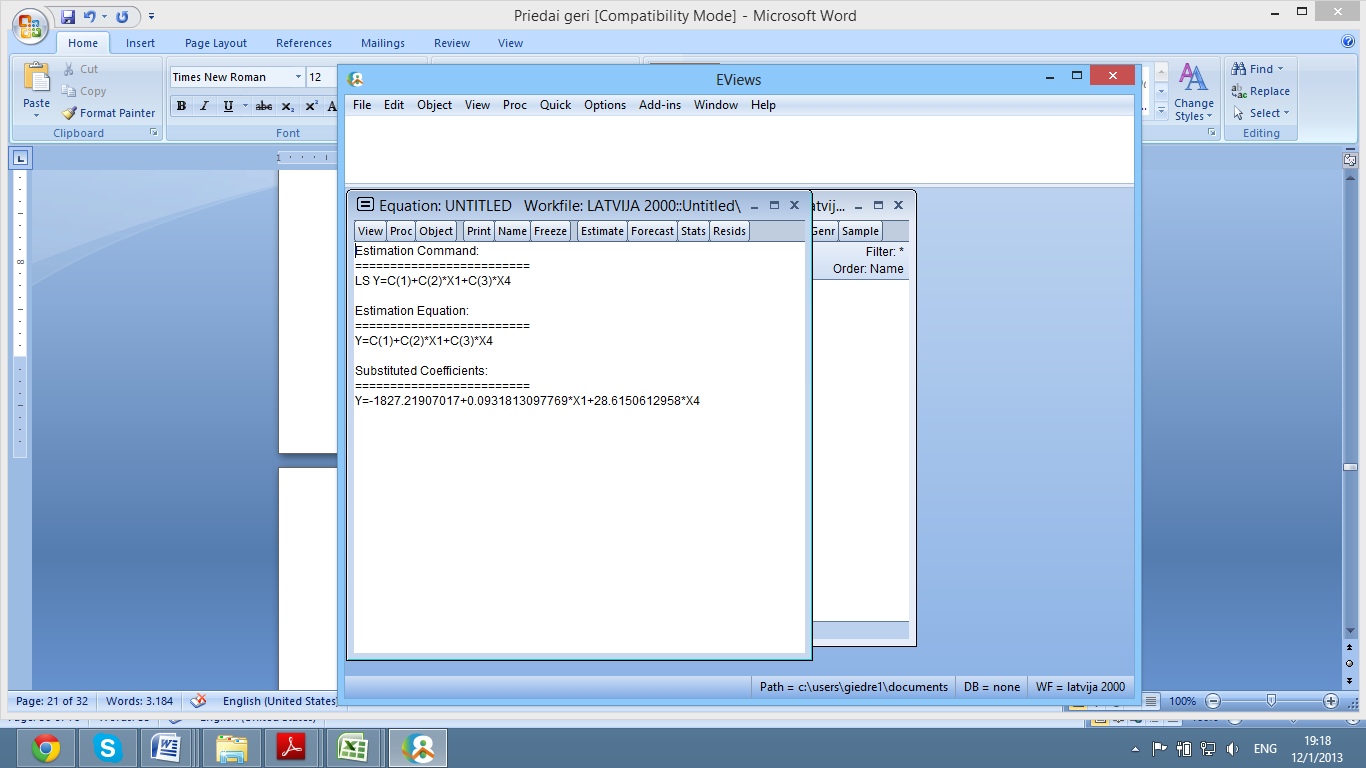 Priedai geri [Compatibility Mode] - Microsoft Word
Home Insert Page Layout References Mailings Review View
Paste
Cut
Copy
Format Painter
Clipboard
Times New Roman 12
B I U abc x₂ x² A
Font
Change Styles
Find
Replace
Select
Editing
EViews
File Edit Object View Proc Quick Options Add-ins Window Help
Equation: UNTITLED Workfile: LATVIJA 2000::Untitled\
atvij...
View Proc Object Print Name Freeze Estimate Forecast Stats Resids
Genr Sample
Filter: *
Order: Name
Estimation Command:
=========================
LS Y=C(1)+C(2)*X1+C(3)*X4
Estimation Equation:
=========================
Y=C(1)+C(2)*X1+C(3)*X4
Substituted Coefficients:
=========================
Y=-1827.21907017+0.0931813097769*X1+28.6150612958*X4
Path = c:\users\giedre1\documents DB = none WF = latvija 2000
Page: 21 of 32 Words: 3.184 English (United States) 100%
ENG
19:18
12/1/2013